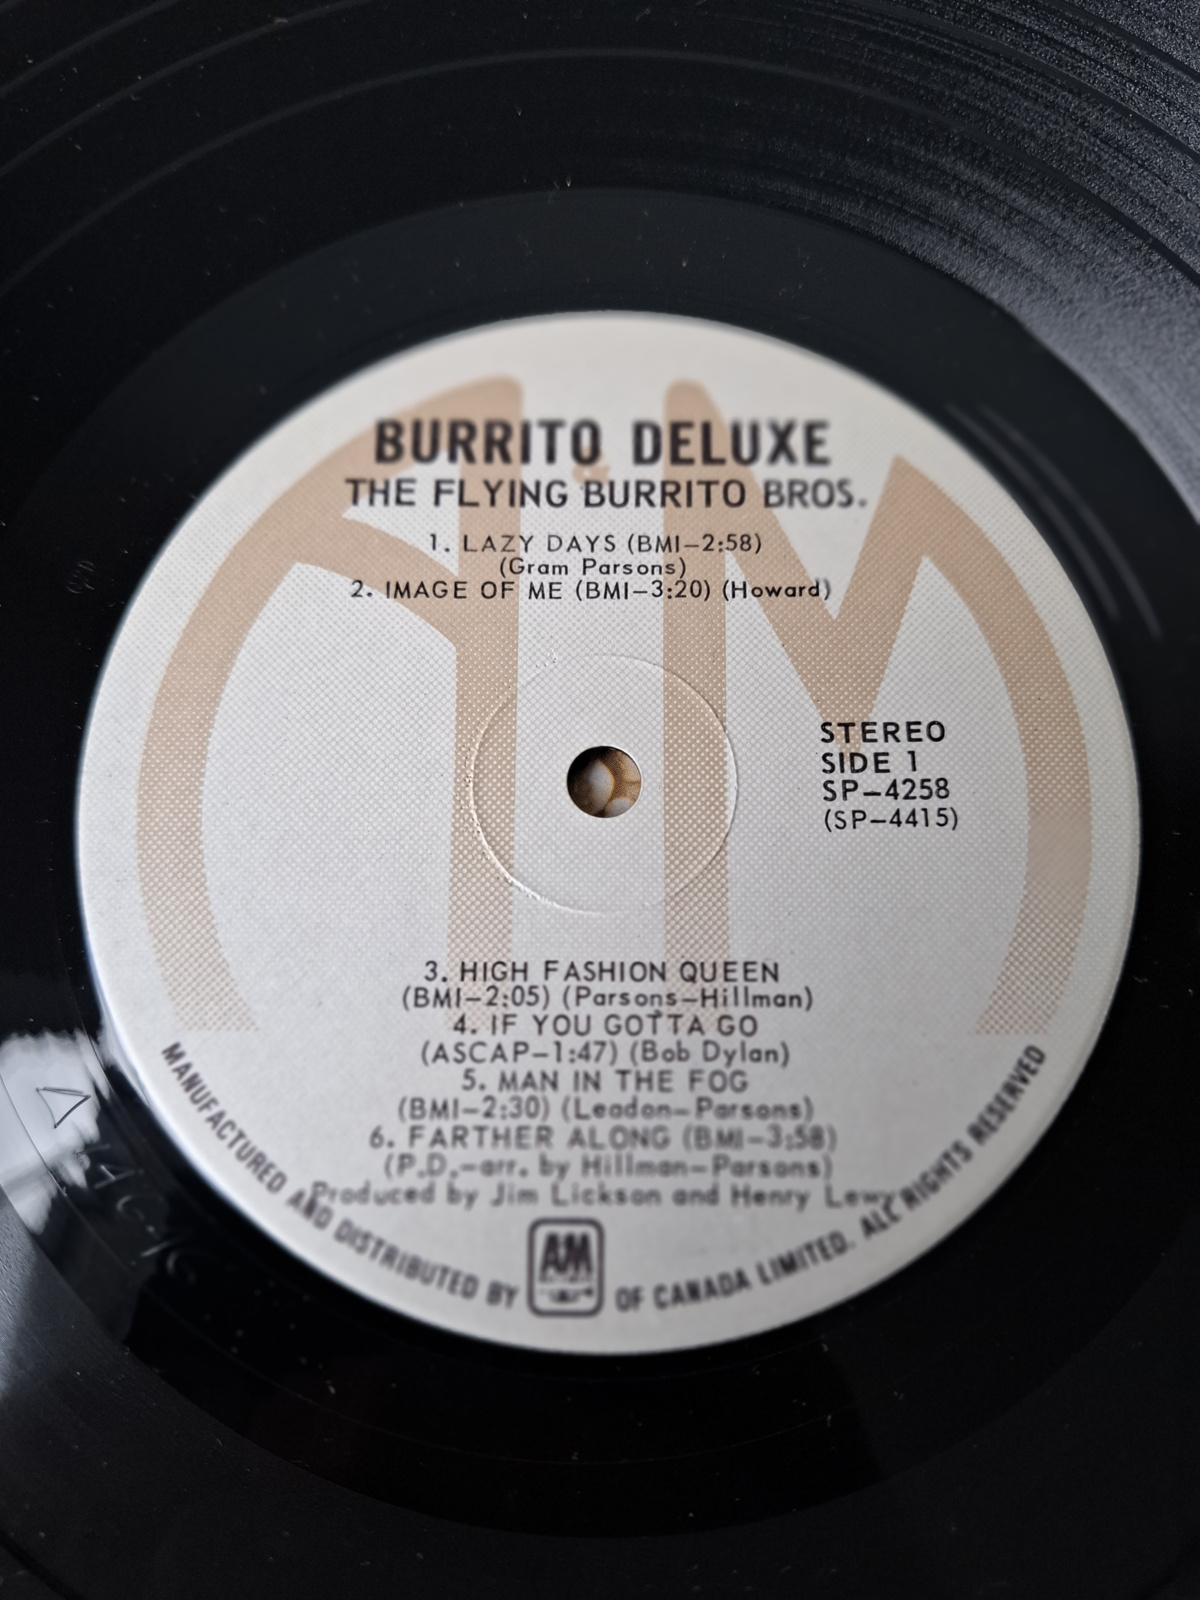 BURRITO DELUXE
THE FLYING BURRITO BROS.
1. LAZY DAYS (BMI–2:58)
(Gram Parsons)
2. IMAGE OF ME (BMI–3:20) (Howard)
STEREO
SIDE 1
SP–4258
(SP–4415)
3. HIGH FASHION QUEEN
(BMI–2:05) (Parsons–Hillman)
4. IF YOU GOTTA GO
(ASCAP–1:47) (Bob Dylan)
5. MAN IN THE FOG
(BMI–2:30) (Leadon–Parsons)
6. FARTHER ALONG (BMI–3:58)
(P.D.–arr. by Hillman–Parsons)
Produced by Jim Lickson and Henry Lewy
MANUFACTURED AND DISTRIBUTED BY A&M OF CANADA LIMITED. ALL RIGHTS RESERVED